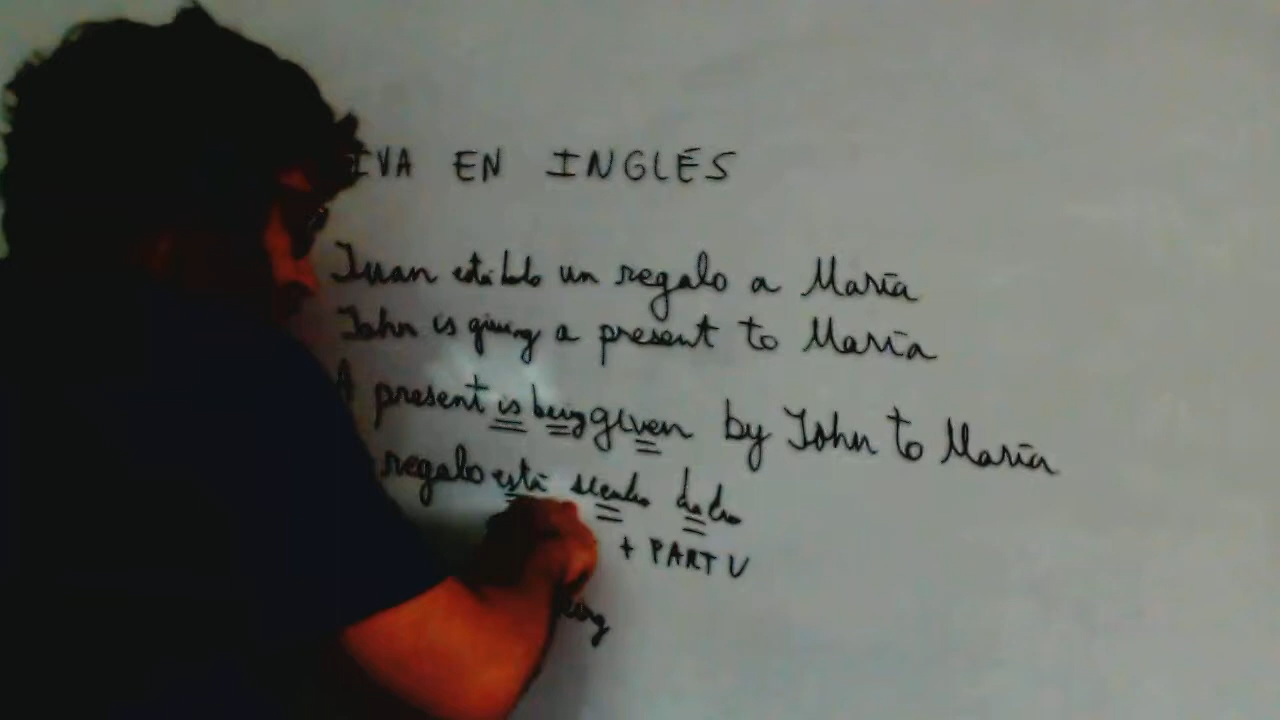 IVA EN INGLÉS
Juan está dando un regalo a María
John is giving a present to María
A present is being given by John to María
regalo está siendo dado
+ PART V